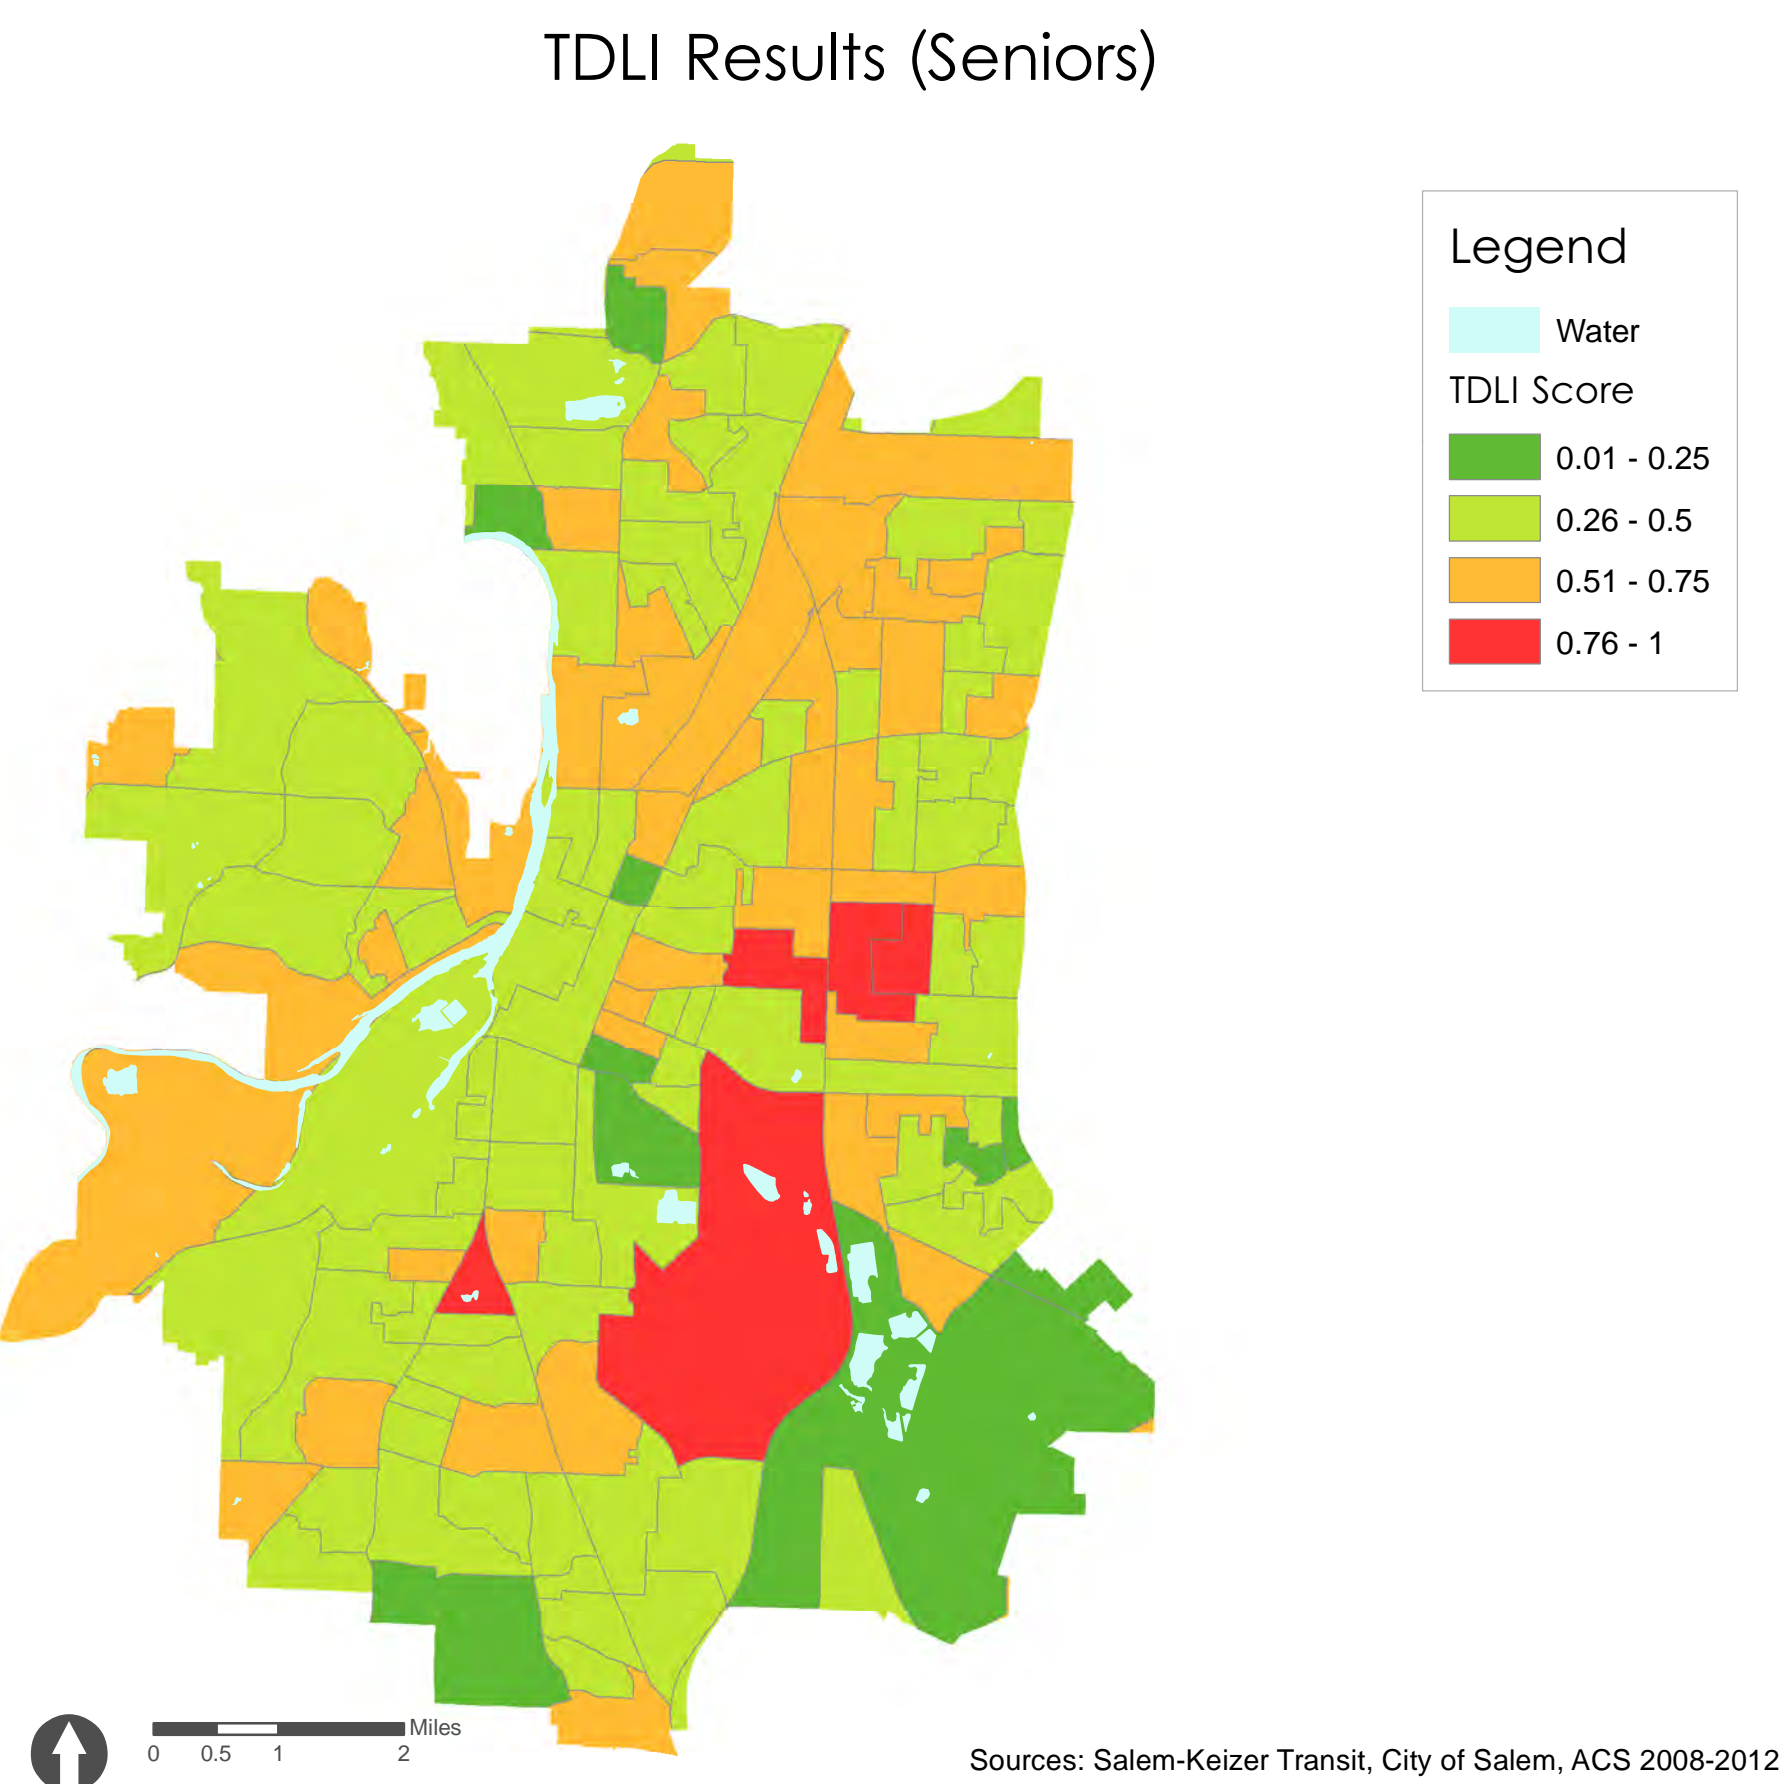 TDLI Results (Seniors)
Legend
Water
TDLI Score
0.01 - 0.25
0.26 - 0.5
0.51 - 0.75
0.76 - 1
Miles
0 0.5 1 2
Sources: Salem-Keizer Transit, City of Salem, ACS 2008-2012